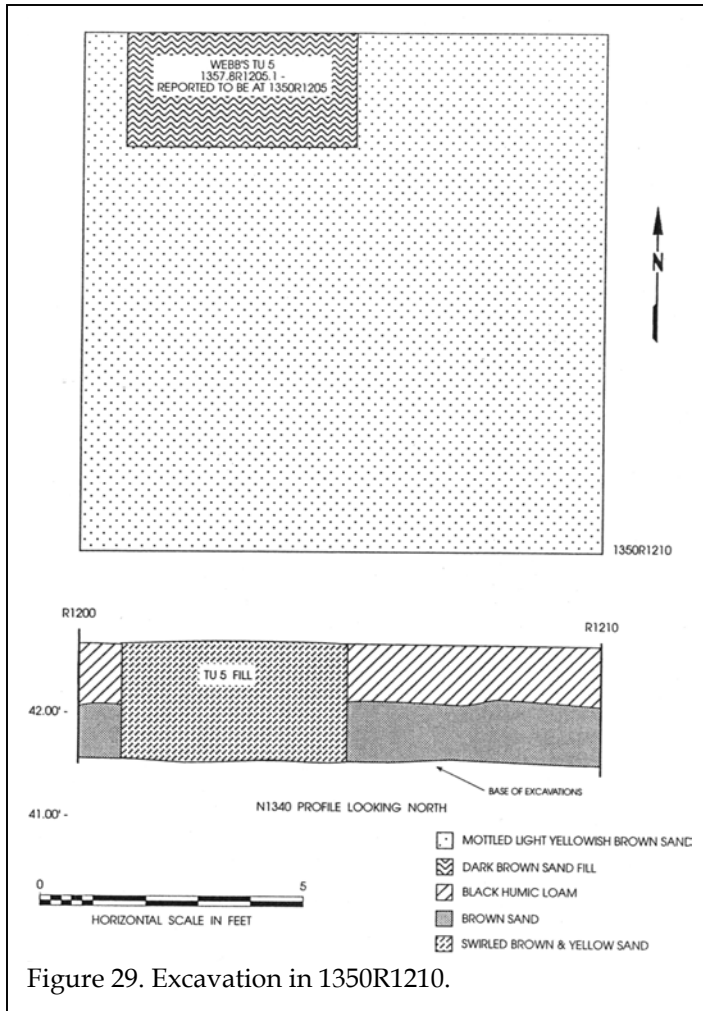 WEBB'S TU 5
1357.8R1205.1 -
REPORTED TO BE AT 1350R1205
N
1350R1210
R1200
R1210
TU 5 FILL
42.00' -
BASE OF EXCAVATIONS
N1340 PROFILE LOOKING NORTH
41.00' -
MOTTLED LIGHT YELLOWISH BROWN SAND
0
5
DARK BROWN SAND FILL
BLACK HUMIC LOAM
HORIZONTAL SCALE IN FEET
BROWN SAND
SWIRLED BROWN & YELLOW SAND
Figure 29. Excavation in 1350R1210.